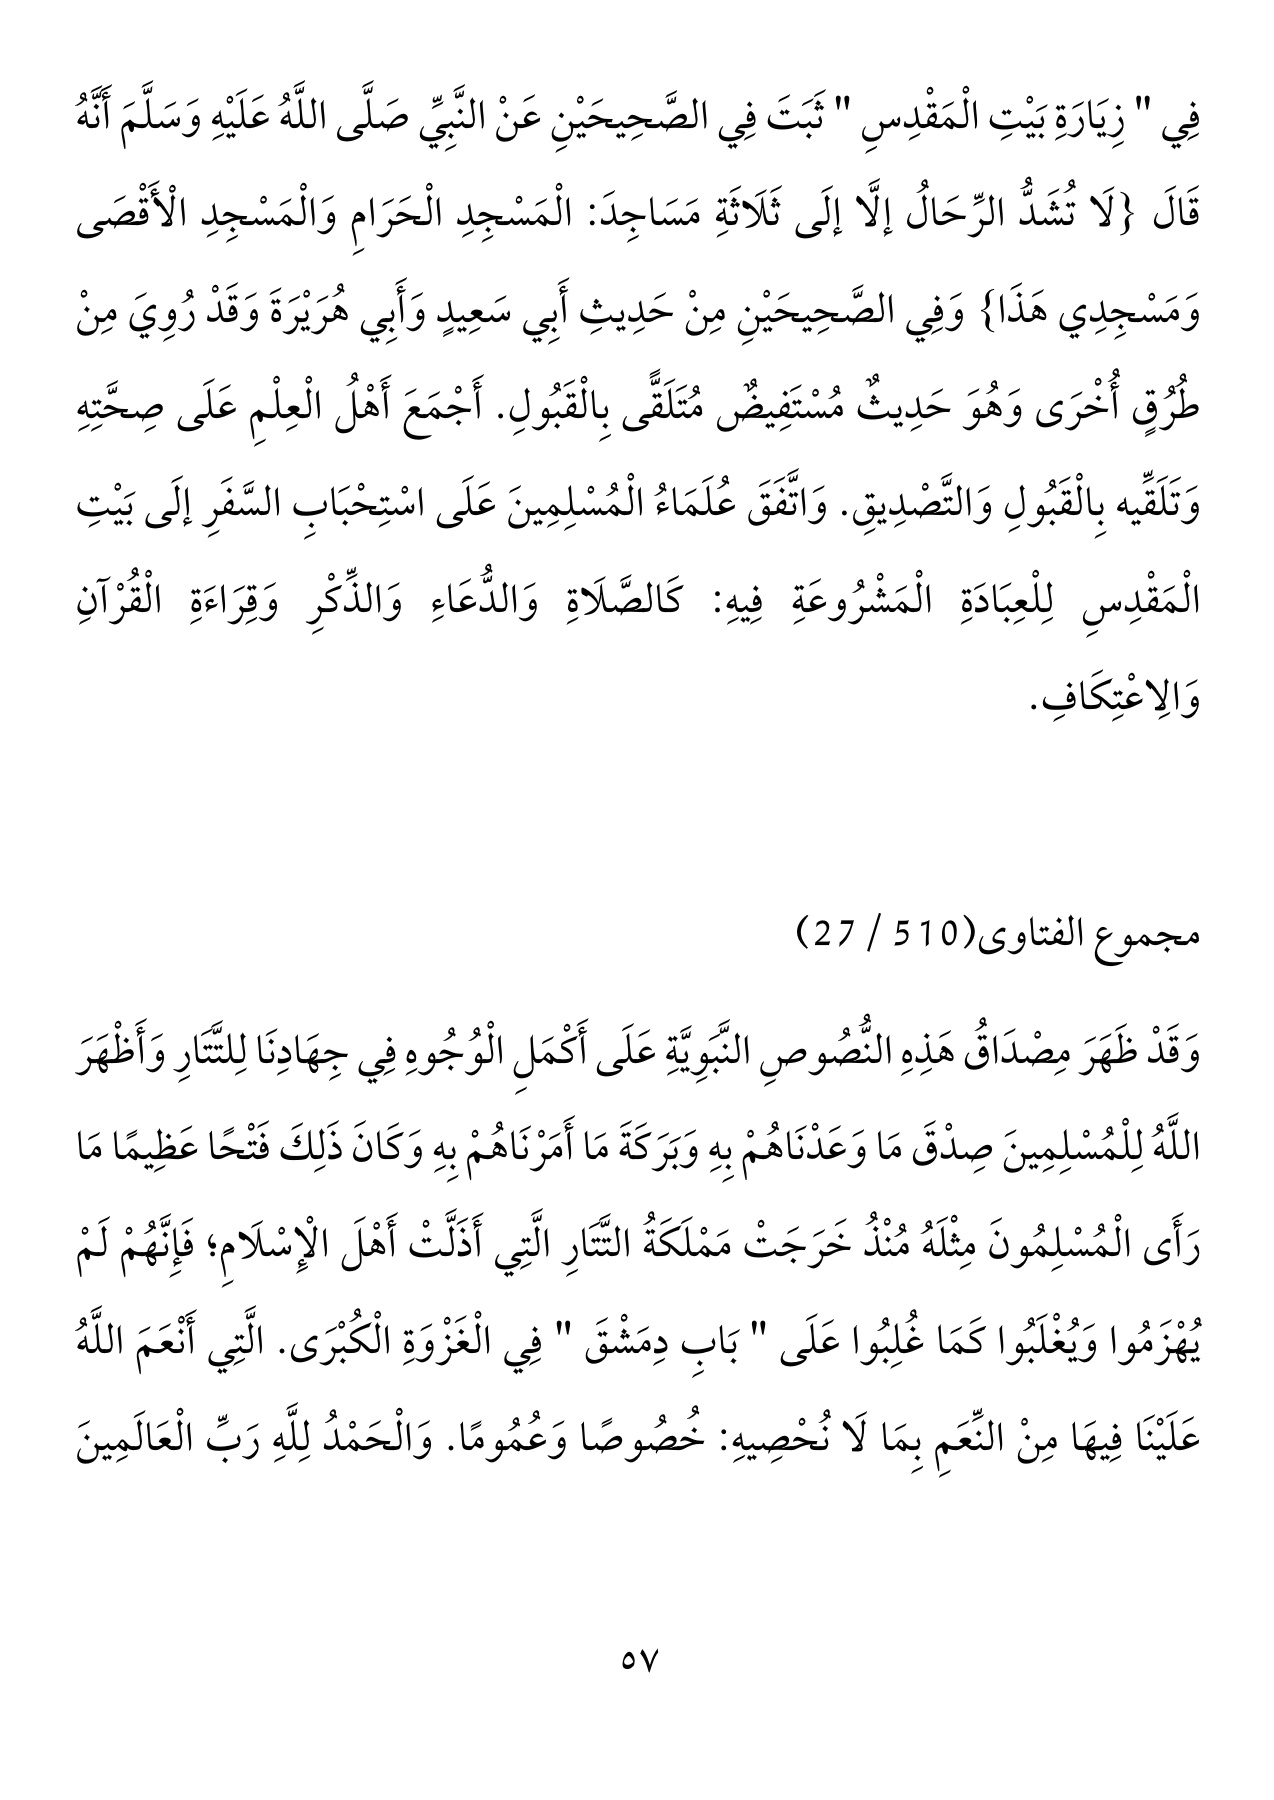 فِي " زِيَارَةِ بَيْتِ الْمَقْدِسِ " ثَبَتَ فِي الصَّحِيحَيْنِ عَنْ النَّبِيِّ صَلَّى اللَّهُ عَلَيْهِ وَسَلَّمَ أَنَّهُ
قَالَ {لَا تُشَدُّ الرِّحَالُ إلَّا إلَى ثَلَاثَةِ مَسَاجِدَ: الْمَسْجِدِ الْحَرَامِ وَالْمَسْجِدِ الْأَقْصَى
وَمَسْجِدِي هَذَا} وَفِي الصَّحِيحَيْنِ مِنْ حَدِيثِ أَبِي سَعِيدٍ وَأَبِي هُرَيْرَةَ وَقَدْ رُوِيَ مِنْ
طُرُقٍ أُخْرَى وَهُوَ حَدِيثٌ مُسْتَفِيضٌ مُتَلَقًّى بِالْقَبُولِ. أَجْمَعَ أَهْلُ الْعِلْمِ عَلَى صِحَّتِهِ
وَتَلَقِّيه بِالْقَبُولِ وَالتَّصْدِيقِ. وَاتَّفَقَ عُلَمَاءُ الْمُسْلِمِينَ عَلَى اسْتِحْبَابِ السَّفَرِ إلَى بَيْتِ
الْمَقْدِسِ لِلْعِبَادَةِ الْمَشْرُوعَةِ فِيهِ: كَالصَّلَاةِ وَالدُّعَاءِ وَالذِّكْرِ وَقِرَاءَةِ الْقُرْآنِ
وَالِاعْتِكَافِ.
مجموع الفتاوى(510 / 27)
وَقَدْ ظَهَرَ مِصْدَاقُ هَذِهِ النُّصُوصِ النَّبَوِيَّةِ عَلَى أَكْمَلِ الْوُجُوهِ فِي جِهَادِنَا لِلتَّتَارِ وَأَظْهَرَ
اللَّهُ لِلْمُسْلِمِينَ صِدْقَ مَا وَعَدْنَاهُمْ بِهِ وَبَرَكَةَ مَا أَمَرْنَاهُمْ بِهِ وَكَانَ ذَلِكَ فَتْحًا عَظِيمًا مَا
رَأَى الْمُسْلِمُونَ مِثْلَهُ مُنْذُ خَرَجَتْ مَمْلَكَةُ التَّتَارِ الَّتِي أَذَلَّتْ أَهْلَ الْإِسْلَامِ؛ فَإِنَّهُمْ لَمْ
يُهْزَمُوا وَيُغْلَبُوا كَمَا غُلِبُوا عَلَى " بَابِ دِمَشْقَ " فِي الْغَزْوَةِ الْكُبْرَى. الَّتِي أَنْعَمَ اللَّهُ
عَلَيْنَا فِيهَا مِنْ النِّعَمِ بِمَا لَا نُحْصِيهِ: خُصُوصًا وَعُمُومًا. وَالْحَمْدُ لِلَّهِ رَبِّ الْعَالَمِينَ
٥٧